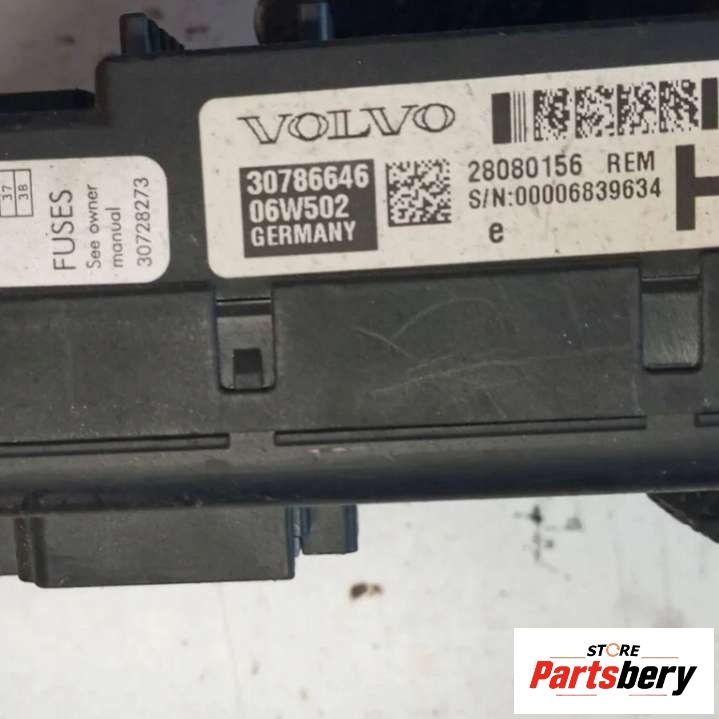 VOLVO
30786646
06W502
GERMANY
28080156 REM
S/N:00006839634
e
H
37
38
FUSES
See owner
manual
30728273
STORE
Partsbery